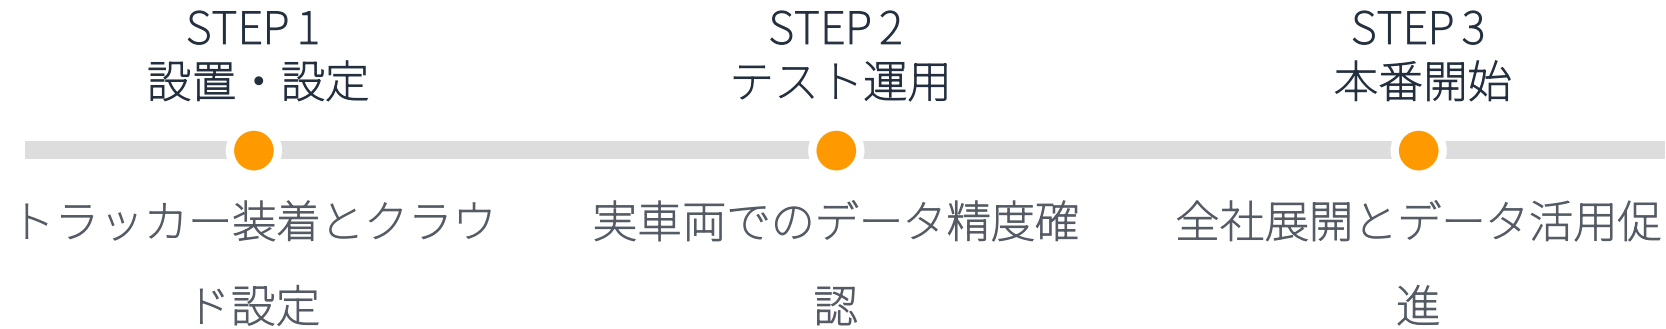 STEP 1
設置・設定
トラッカー装着とクラウ
ド設定
STEP 2
テスト運用
実車両でのデータ精度確
認
STEP 3
本番開始
全社展開とデータ活用促
進